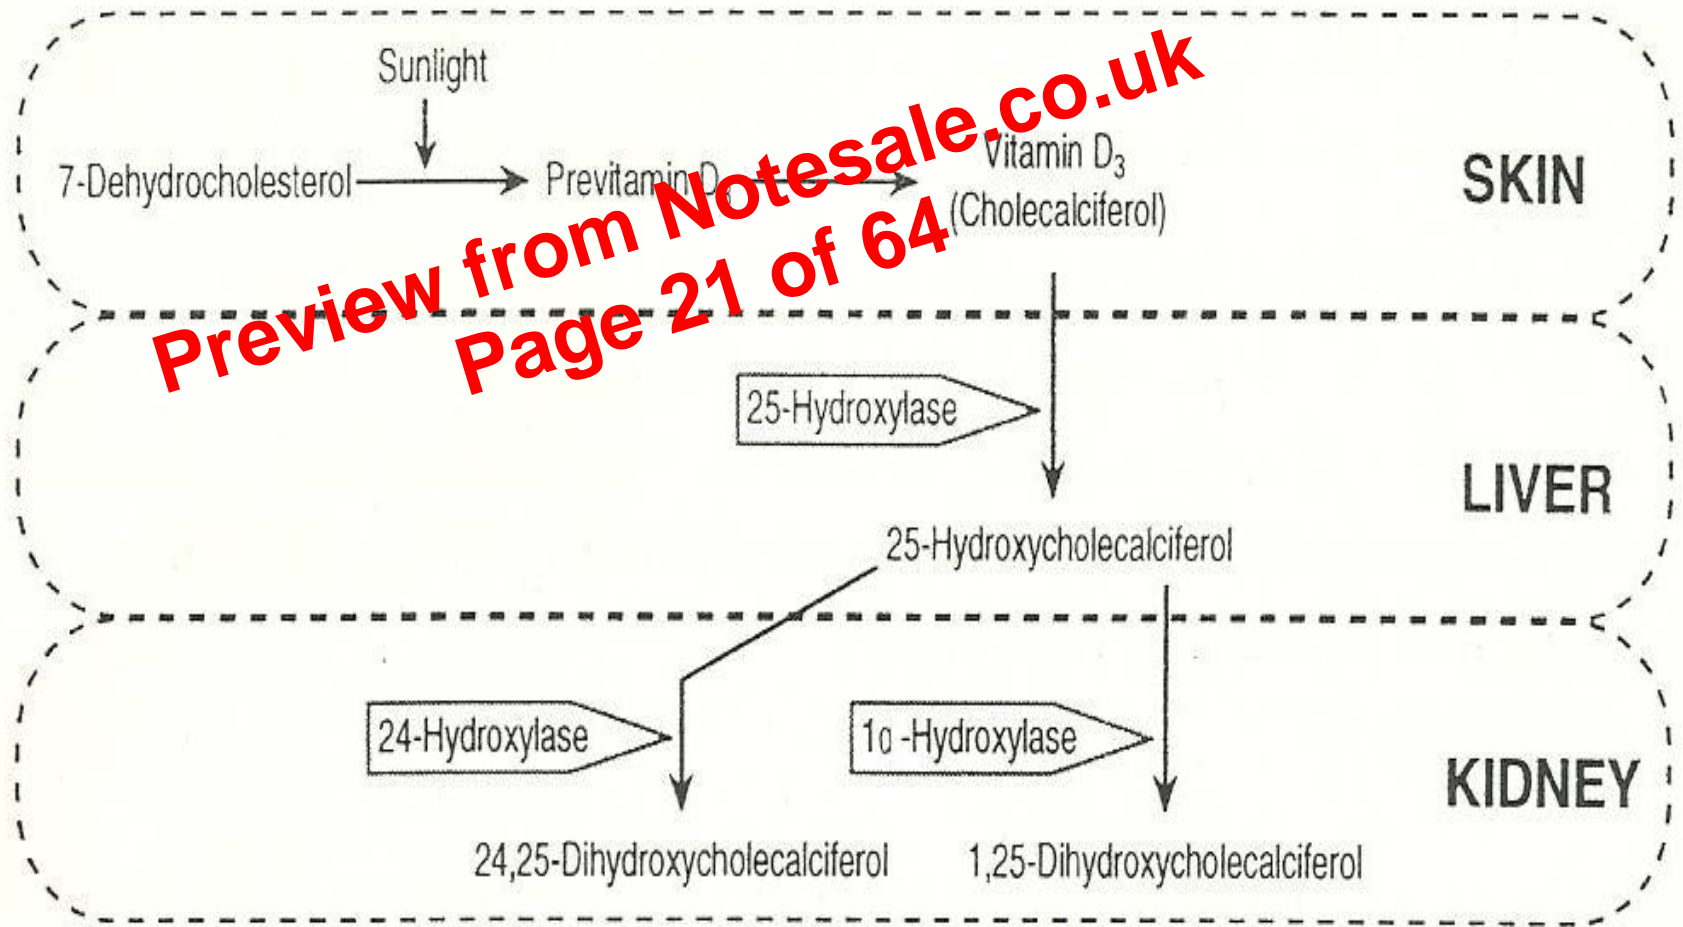 Sunlight
7-Dehydrocholesterol
Previtamin D₃
Vitamin D₃
(Cholecalciferol)
SKIN
Preview from Notesale.co.uk
Page 21 of 64
25-Hydroxylase
LIVER
25-Hydroxycholecalciferol
24-Hydroxylase
1α-Hydroxylase
KIDNEY
24,25-Dihydroxycholecalciferol
1,25-Dihydroxycholecalciferol